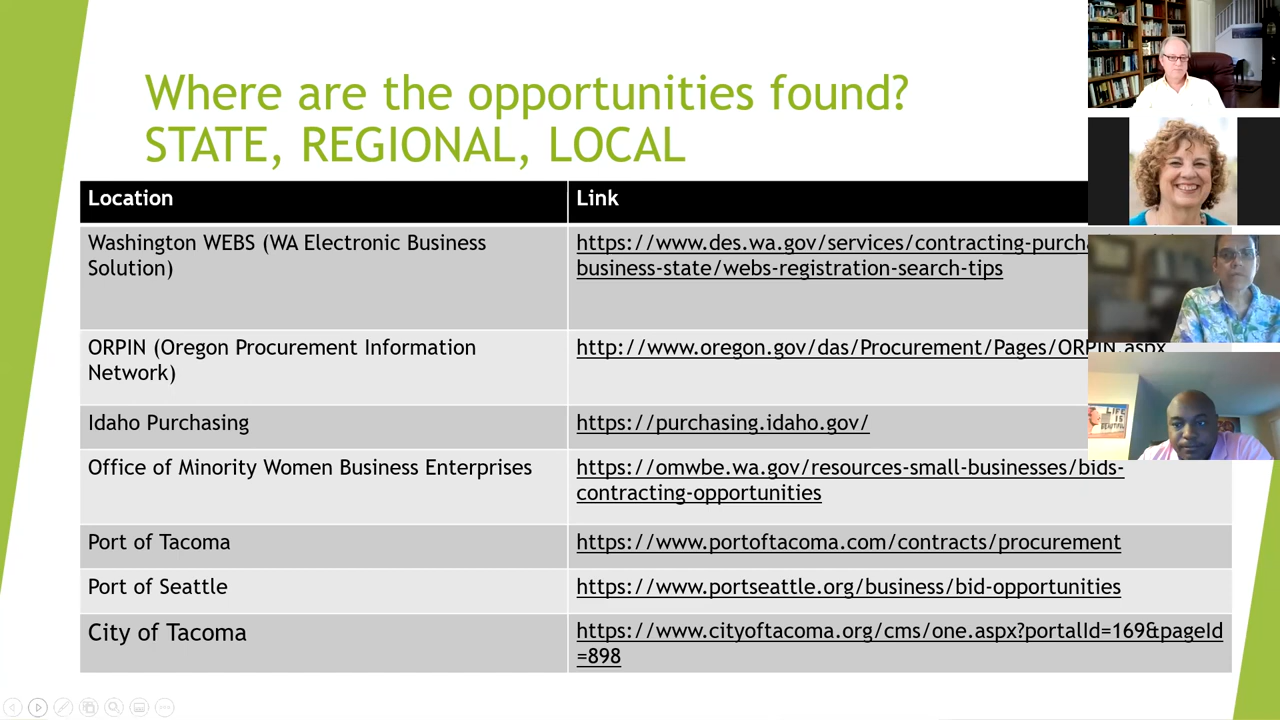 Where are the opportunities found?
STATE, REGIONAL, LOCAL
Location
Link
Washington WEBS (WA Electronic Business
Solution)
https://www.des.wa.gov/services/contracting-purcha
business-state/webs-registration-search-tips
ORPIN (Oregon Procurement Information
Network)
http://www.oregon.gov/das/Procurement/Pages/ORPIN.aspx
Idaho Purchasing
https://purchasing.idaho.gov/
Office of Minority Women Business Enterprises
https://omwbe.wa.gov/resources-small-businesses/bids-
contracting-opportunities
Port of Tacoma
https://www.portoftacoma.com/contracts/procurement
Port of Seattle
https://www.portseattle.org/business/bid-opportunities
City of Tacoma
https://www.cityoftacoma.org/cms/one.aspx?portalId=169&pageId
=898
LIFE
IS
BEAUTIFUL